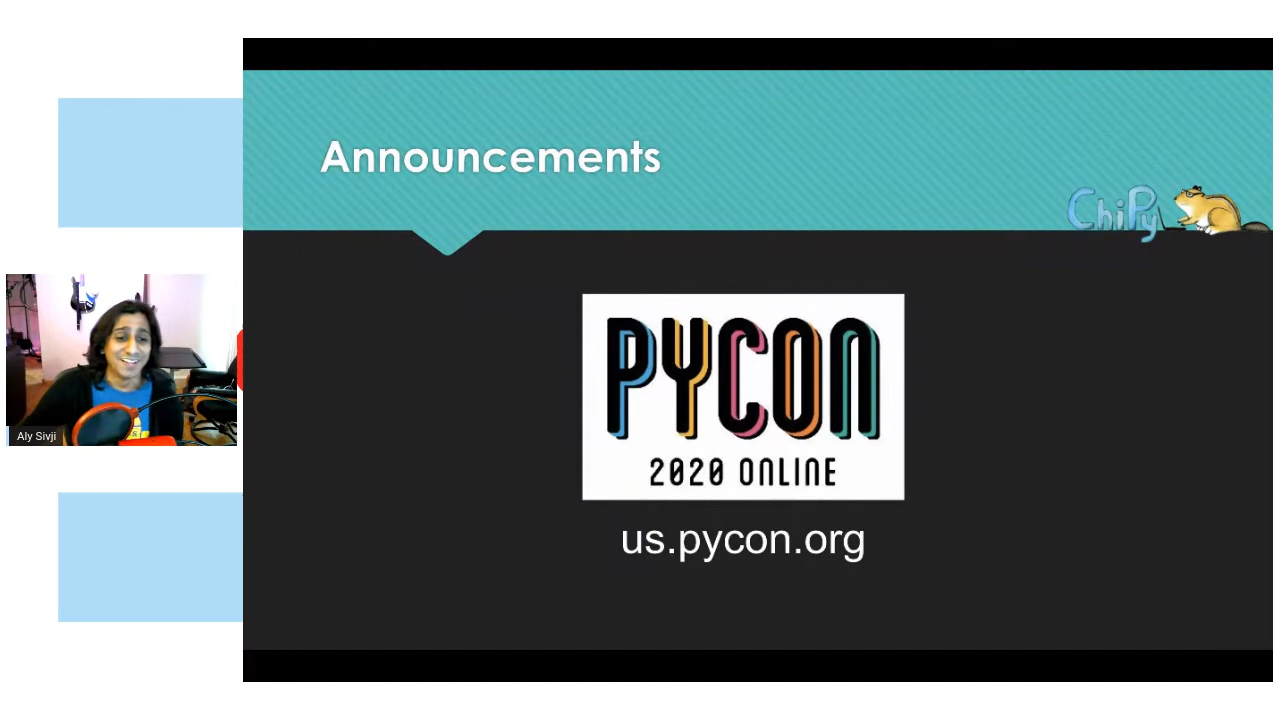 Announcements
ChiPy
PYCON
2020 ONLINE
us.pycon.org
Aly Sivji